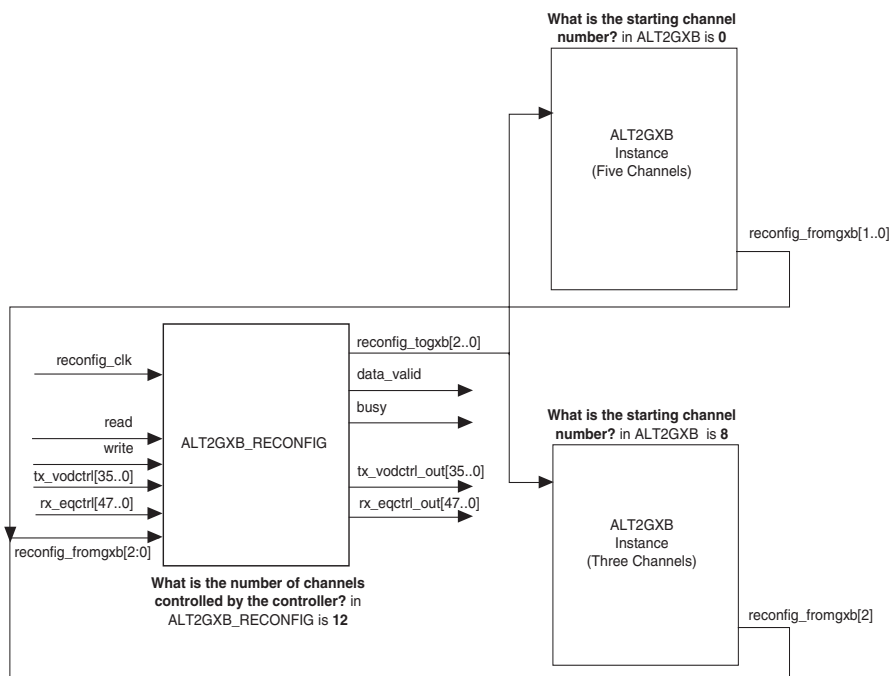 What is the starting channel
number? in ALT2GXB is 0
ALT2GXB
Instance
(Five Channels)
reconfig_fromgxb[1..0]
reconfig_clk
read
write
tx_vodctrl[35..0]
rx_eqctrl[47..0]
reconfig_fromgxb[2:0]
ALT2GXB_RECONFIG
reconfig_togxb[2..0]
data_valid
busy
tx_vodctrl_out[35..0]
rx_eqctrl_out[47..0]
What is the number of channels
controlled by the controller? in
ALT2GXB_RECONFIG is 12
What is the starting channel
number? in ALT2GXB is 8
ALT2GXB
Instance
(Three Channels)
reconfig_fromgxb[2]